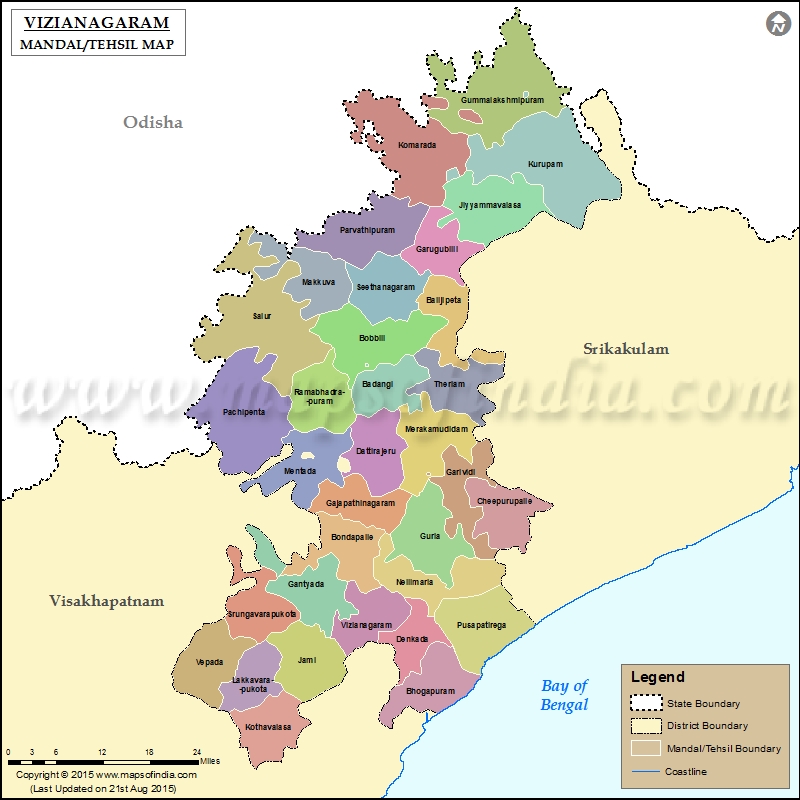 VIZIANAGARAM
MANDAL/TEHSIL MAP
N
Odisha
Gummalakshmipuram
Komarada
Kurupam
Jiyyammavalasa
Parvathipuram
Garugubilli
Makkuva
Seethanagaram
Balijipeta
Salur
Bobbili
Srikakulam
Badangi
Therlam
Ramabhadra-
-puram
www.mapsofindia.com
Pachipenta
Merakamudidam
Dattirajeru
Mentada
Garividi
Gajapathinagaram
Cheepurupalle
Gurla
Bondapalle
Nellimarla
Gantyada
Visakhapatnam
Srungavarapukota
Vizianagaram
Pusapatirega
Denkada
Vepada
Jami
Lakkavara-
-pukota
Bhogapuram
Kothavalasa
Bay of
Bengal
Legend
State Boundary
District Boundary
Mandal/Tehsil Boundary
Coastline
0 3 6 12 18 24
Miles
Copyright © 2015 www.mapsofindia.com
(Last Updated on 21st Aug 2015)